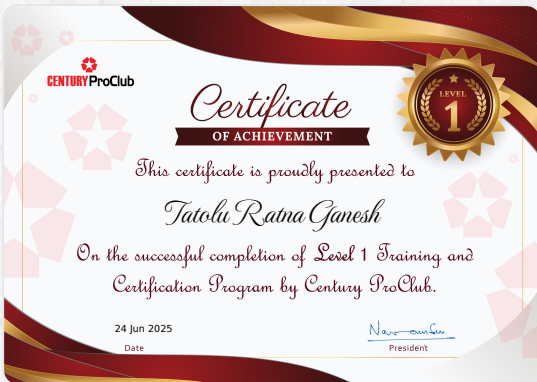 CENTURY ProClub
Certificate
OF ACHIEVEMENT
LEVEL
1
This certificate is proudly presented to
Tatolu Ratna Ganesh
On the successful completion of Level 1 Training and
Certification Program by Century ProClub.
24 Jun 2025
Date
President